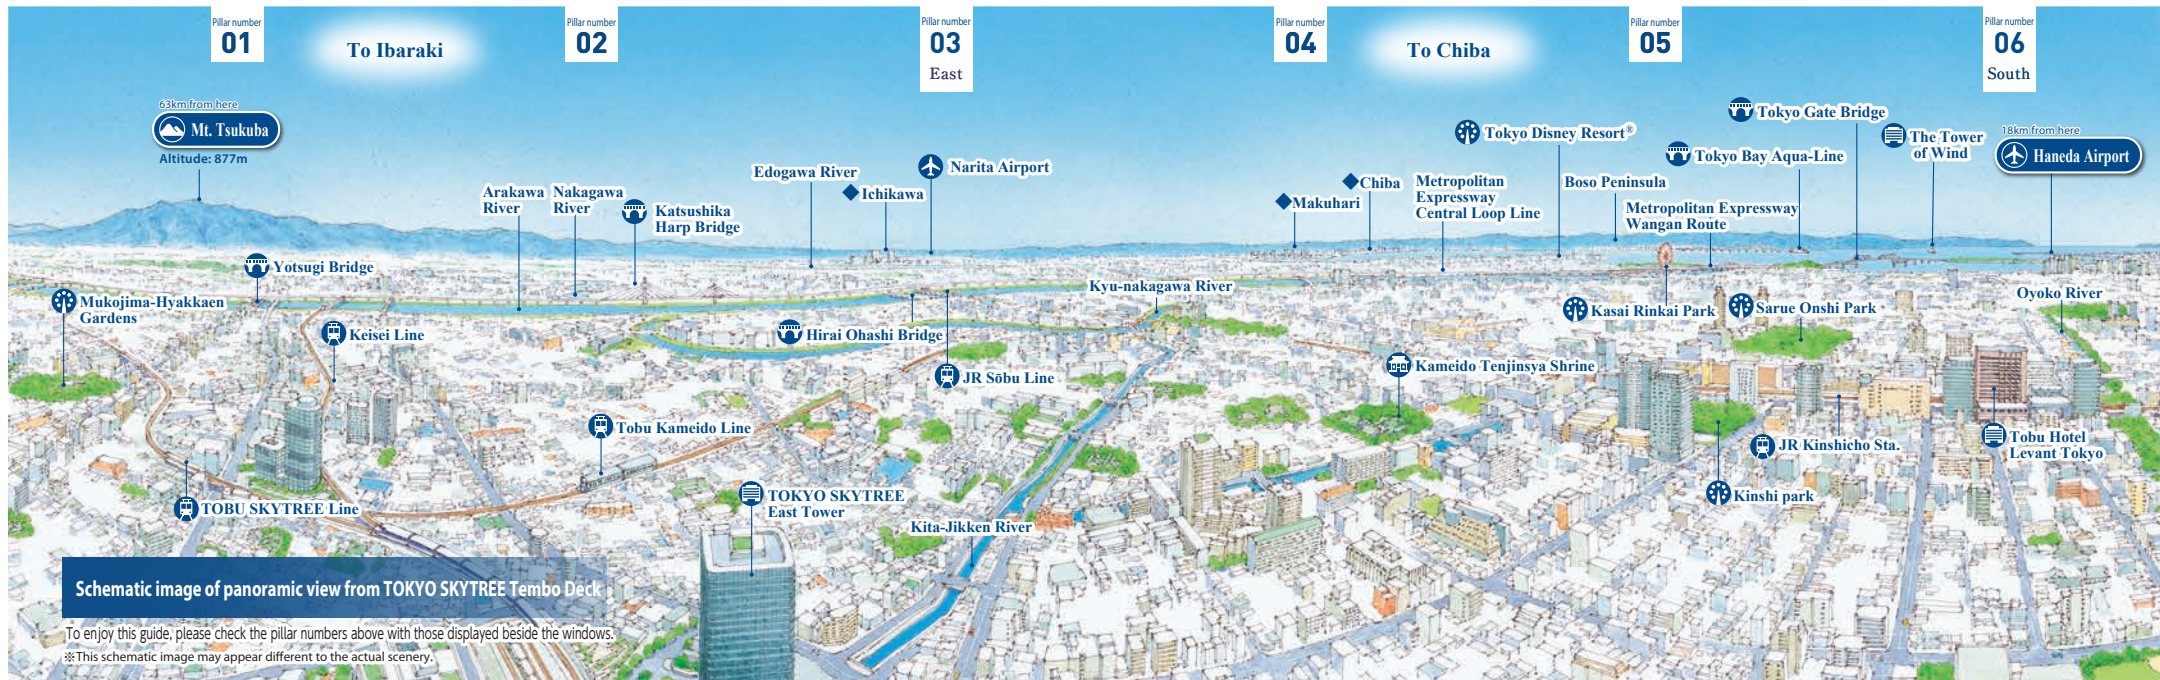 Pillar number
01
To Ibaraki
Pillar number
02
Pillar number
03
East
Pillar number
04
To Chiba
Pillar number
05
Pillar number
06
South
63km from here
Mt. Tsukuba
Altitude: 877m
Arakawa
River
Nakagawa
River
Katsushika
Harp Bridge
Edogawa River
Ichikawa
Narita Airport
Makuhari
Chiba
Metropolitan
Expressway
Central Loop Line
Tokyo Disney Resort®
Boso Peninsula
Metropolitan Expressway
Wangan Route
Tokyo Bay Aqua-Line
Tokyo Gate Bridge
The Tower
of Wind
18km from here
Haneda Airport
Yotsugi Bridge
Mukojima-Hyakkaen
Gardens
Keisei Line
Kyu-nakagawa River
Hirai Ohashi Bridge
JR Sōbu Line
Kasai Rinkai Park
Sarue Onshi Park
Oyoko River
Kameido Tenjinsya Shrine
Tobu Kameido Line
JR Kinshicho Sta.
Tobu Hotel
Levant Tokyo
TOBU SKYTREE Line
TOKYO SKYTREE
East Tower
Kita-Jikken River
Kinshi park
Schematic image of panoramic view from TOKYO SKYTREE Tembo Deck
To enjoy this guide, please check the pillar numbers above with those displayed beside the windows.
※This schematic image may appear different to the actual scenery.